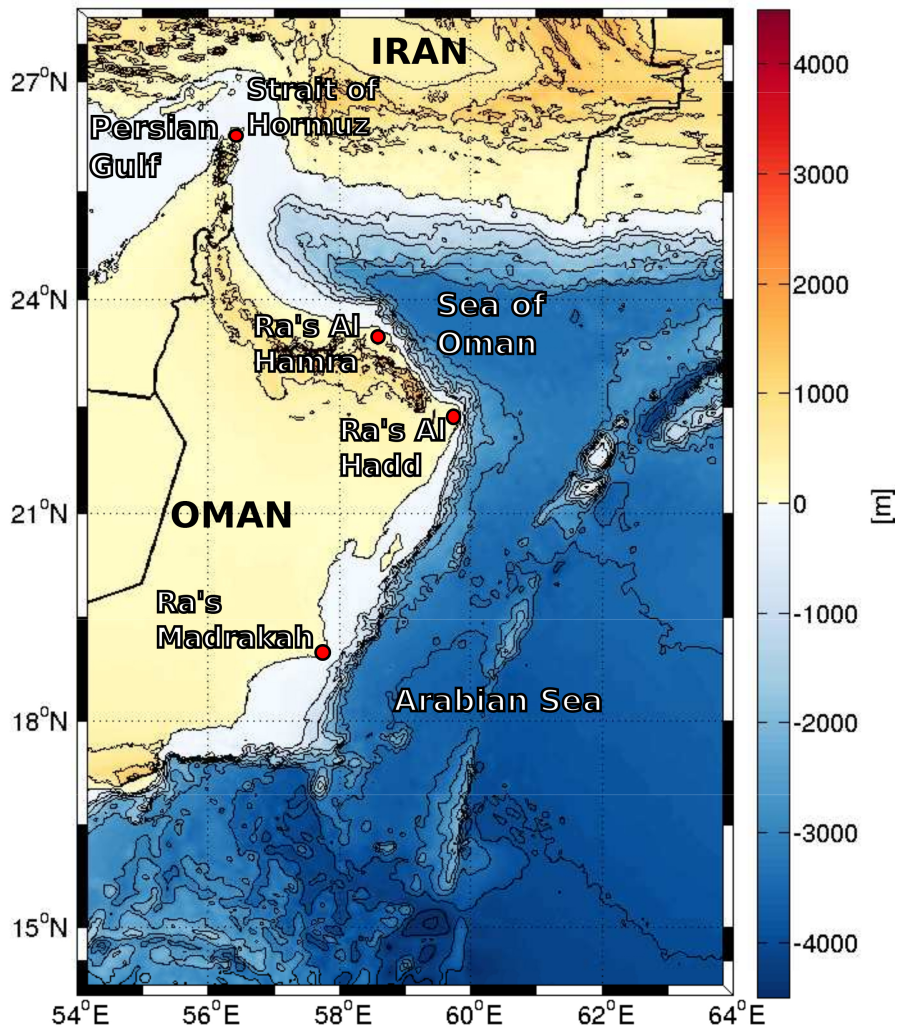 IRAN
27°N
Strait of
Hormuz
Persian
Gulf
24°N
Sea of
Oman
Ra's Al
Hamra
Ra's Al
Hadd
21°N
OMAN
Ra's
Madrakah
Arabian Sea
18°N
15°N
54°E
56°E
58°E
60°E
62°E
64°E
4000
3000
2000
1000
0
-1000
-2000
-3000
-4000
[m]